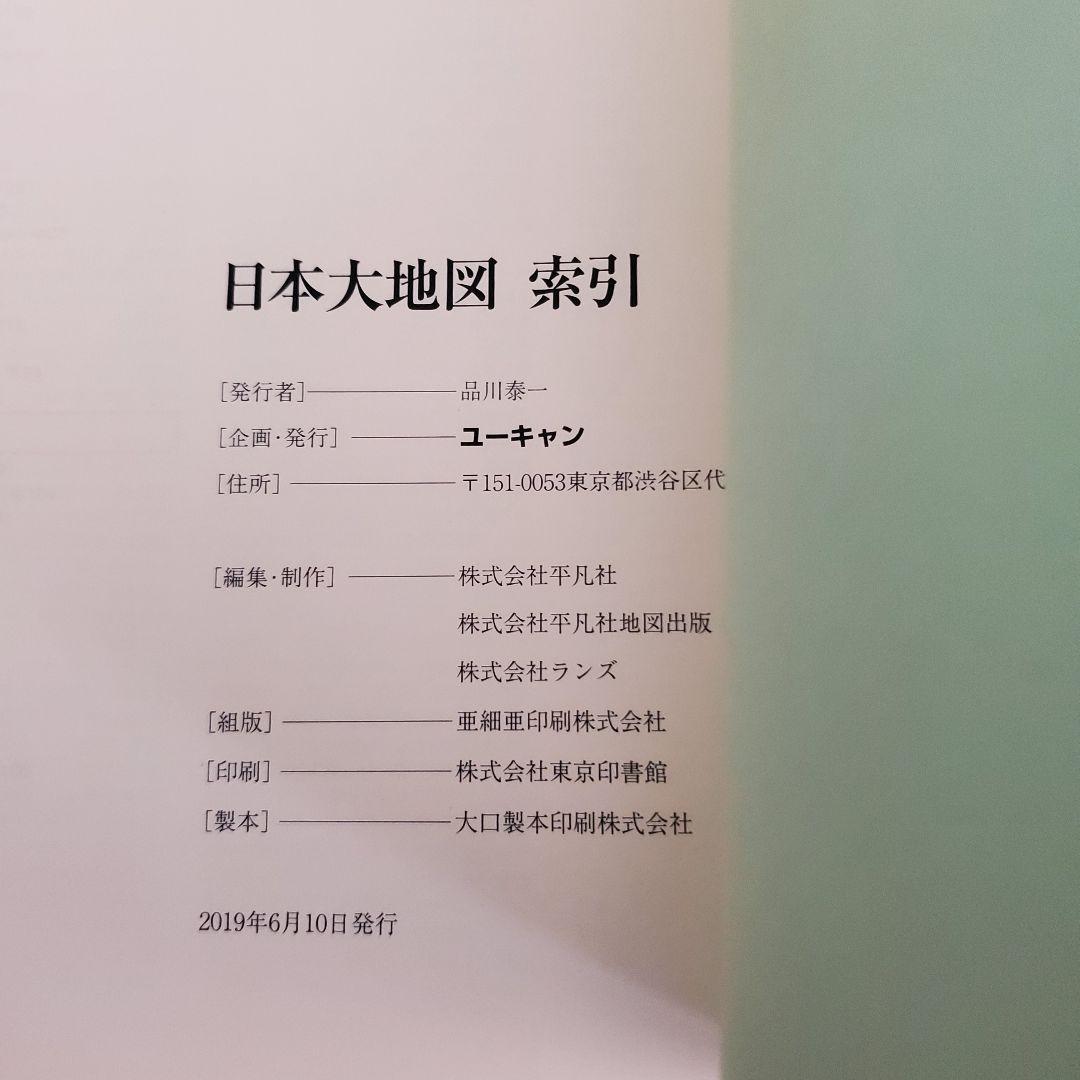 日本大地図 索引
［発行者］――品川泰一
［企画・発行］――ユーキャン
［住所］――〒151-0053東京都渋谷区代
［編集・制作］――株式会社平凡社
株式会社平凡社地図出版
株式会社ランズ
［組版］――亜細亜印刷株式会社
［印刷］――株式会社東京印書館
［製本］――大口製本印刷株式会社
2019年6月10日発行